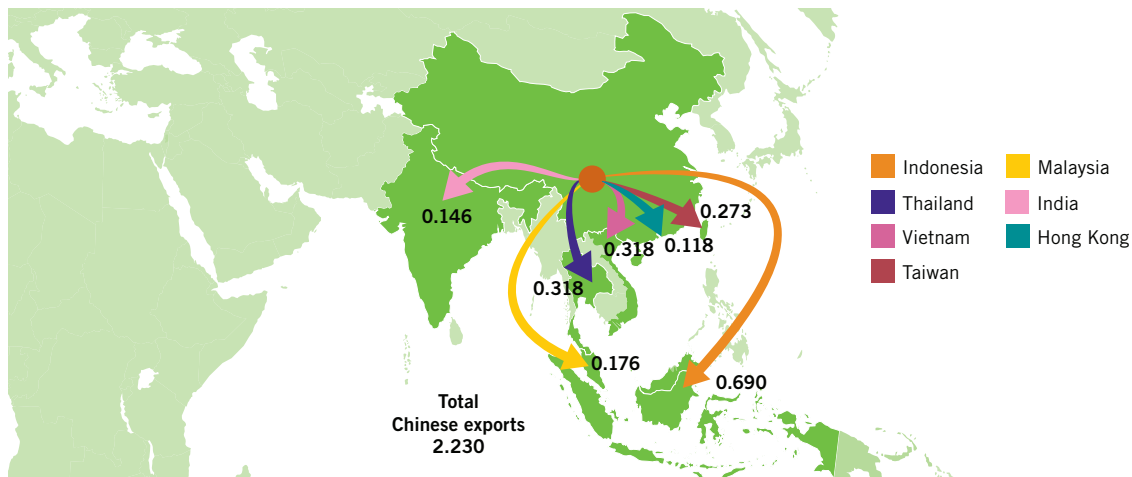 0.146
0.273
0.118
0.318
0.318
0.176
0.690
Total
Chinese exports
2.230
Indonesia
Malaysia
Thailand
India
Vietnam
Hong Kong
Taiwan